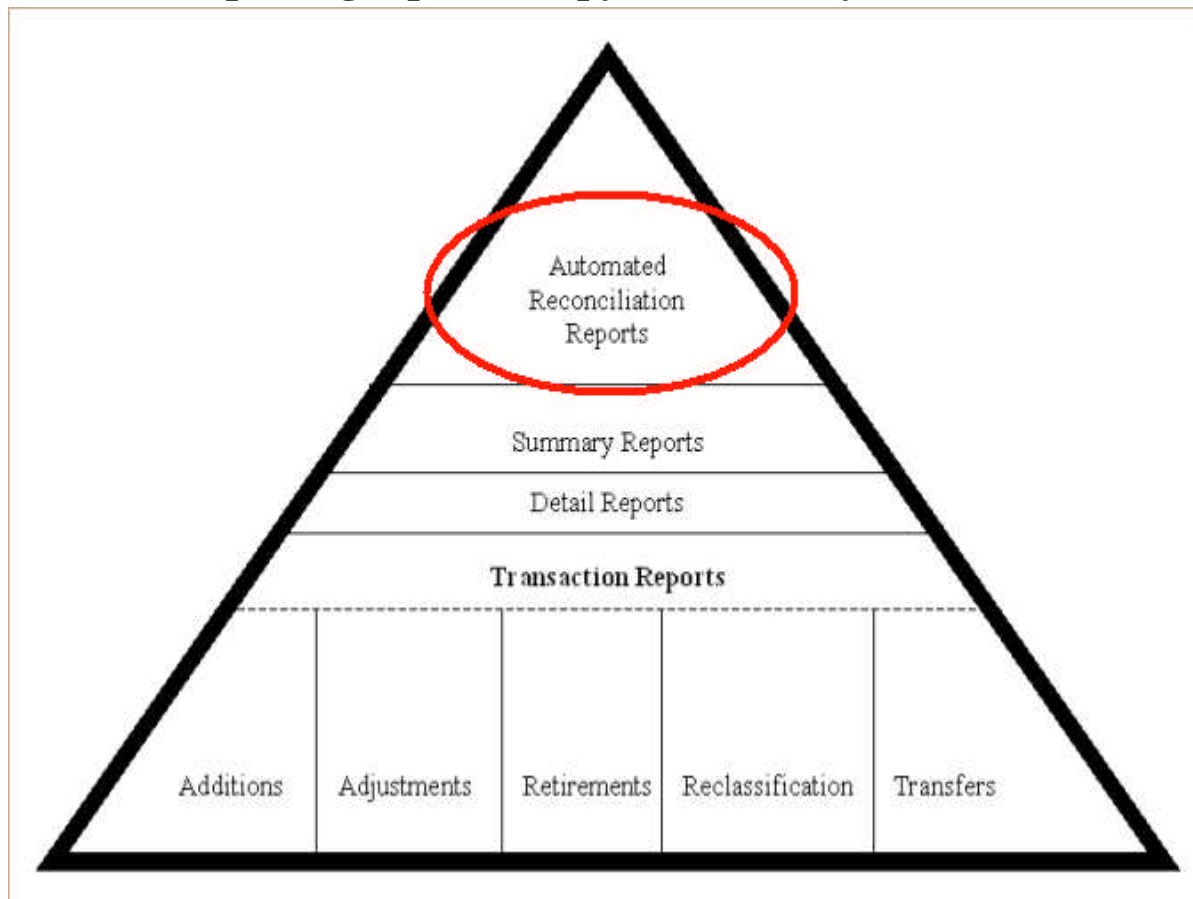 Automated
Reconciliation
Reports
Summary Reports
Detail Reports
Transaction Reports
Additions Adjustments Retirements Reclassification Transfers